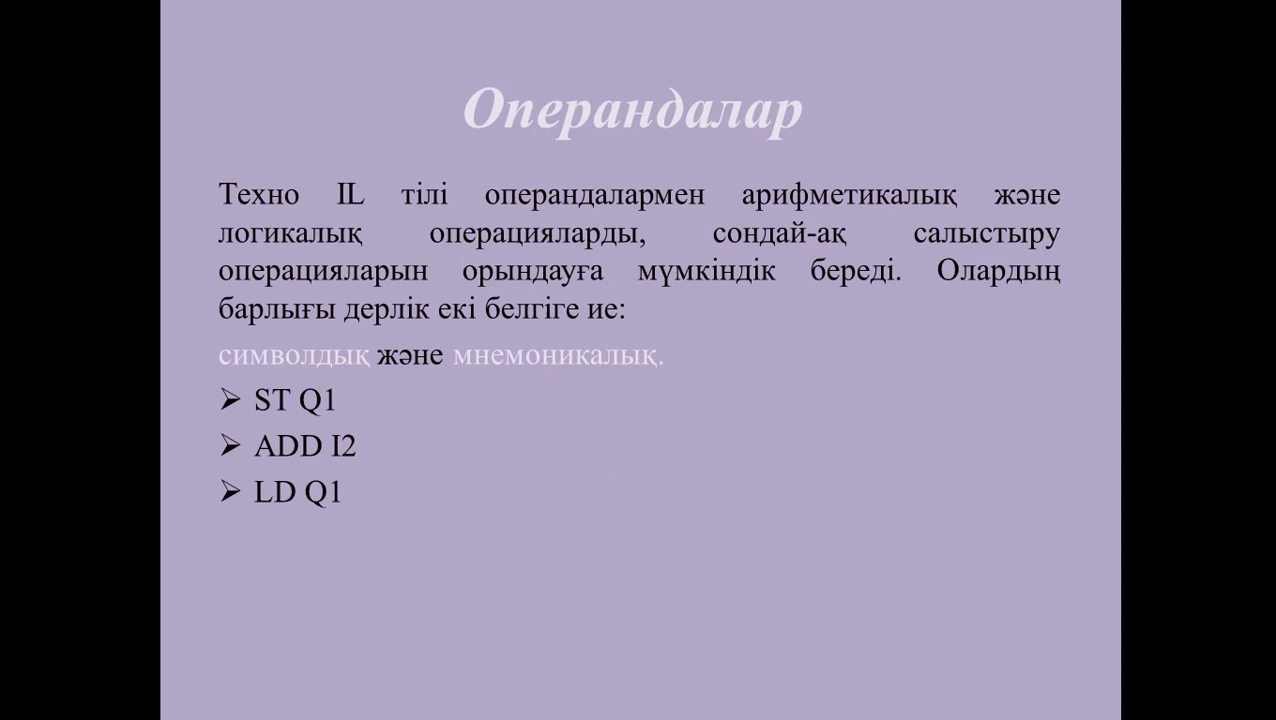 Операндалар
Техно IL тілі операндалармен арифметикалық және
логикалық операцияларды, сондай-ақ салыстыру
операцияларын орындауға мүмкіндік береді. Олардың
барлығы дерлік екі белгіге ие:
символдық және мнемоникалық.
➢ ST Q1
➢ ADD I2
➢ LD Q1